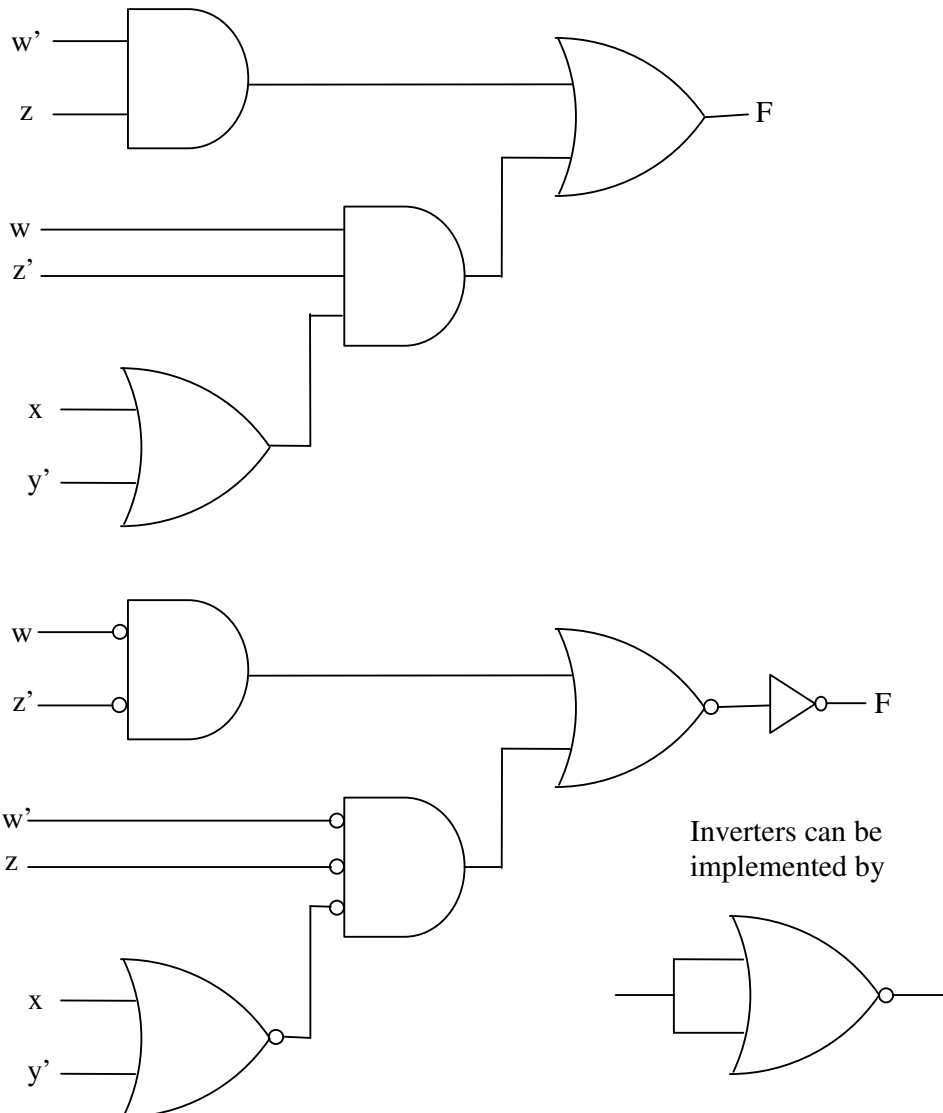 w’
z
F
w
z’
x
y’
w
z’
F
w’
z
Inverters can be
implemented by
x
y’